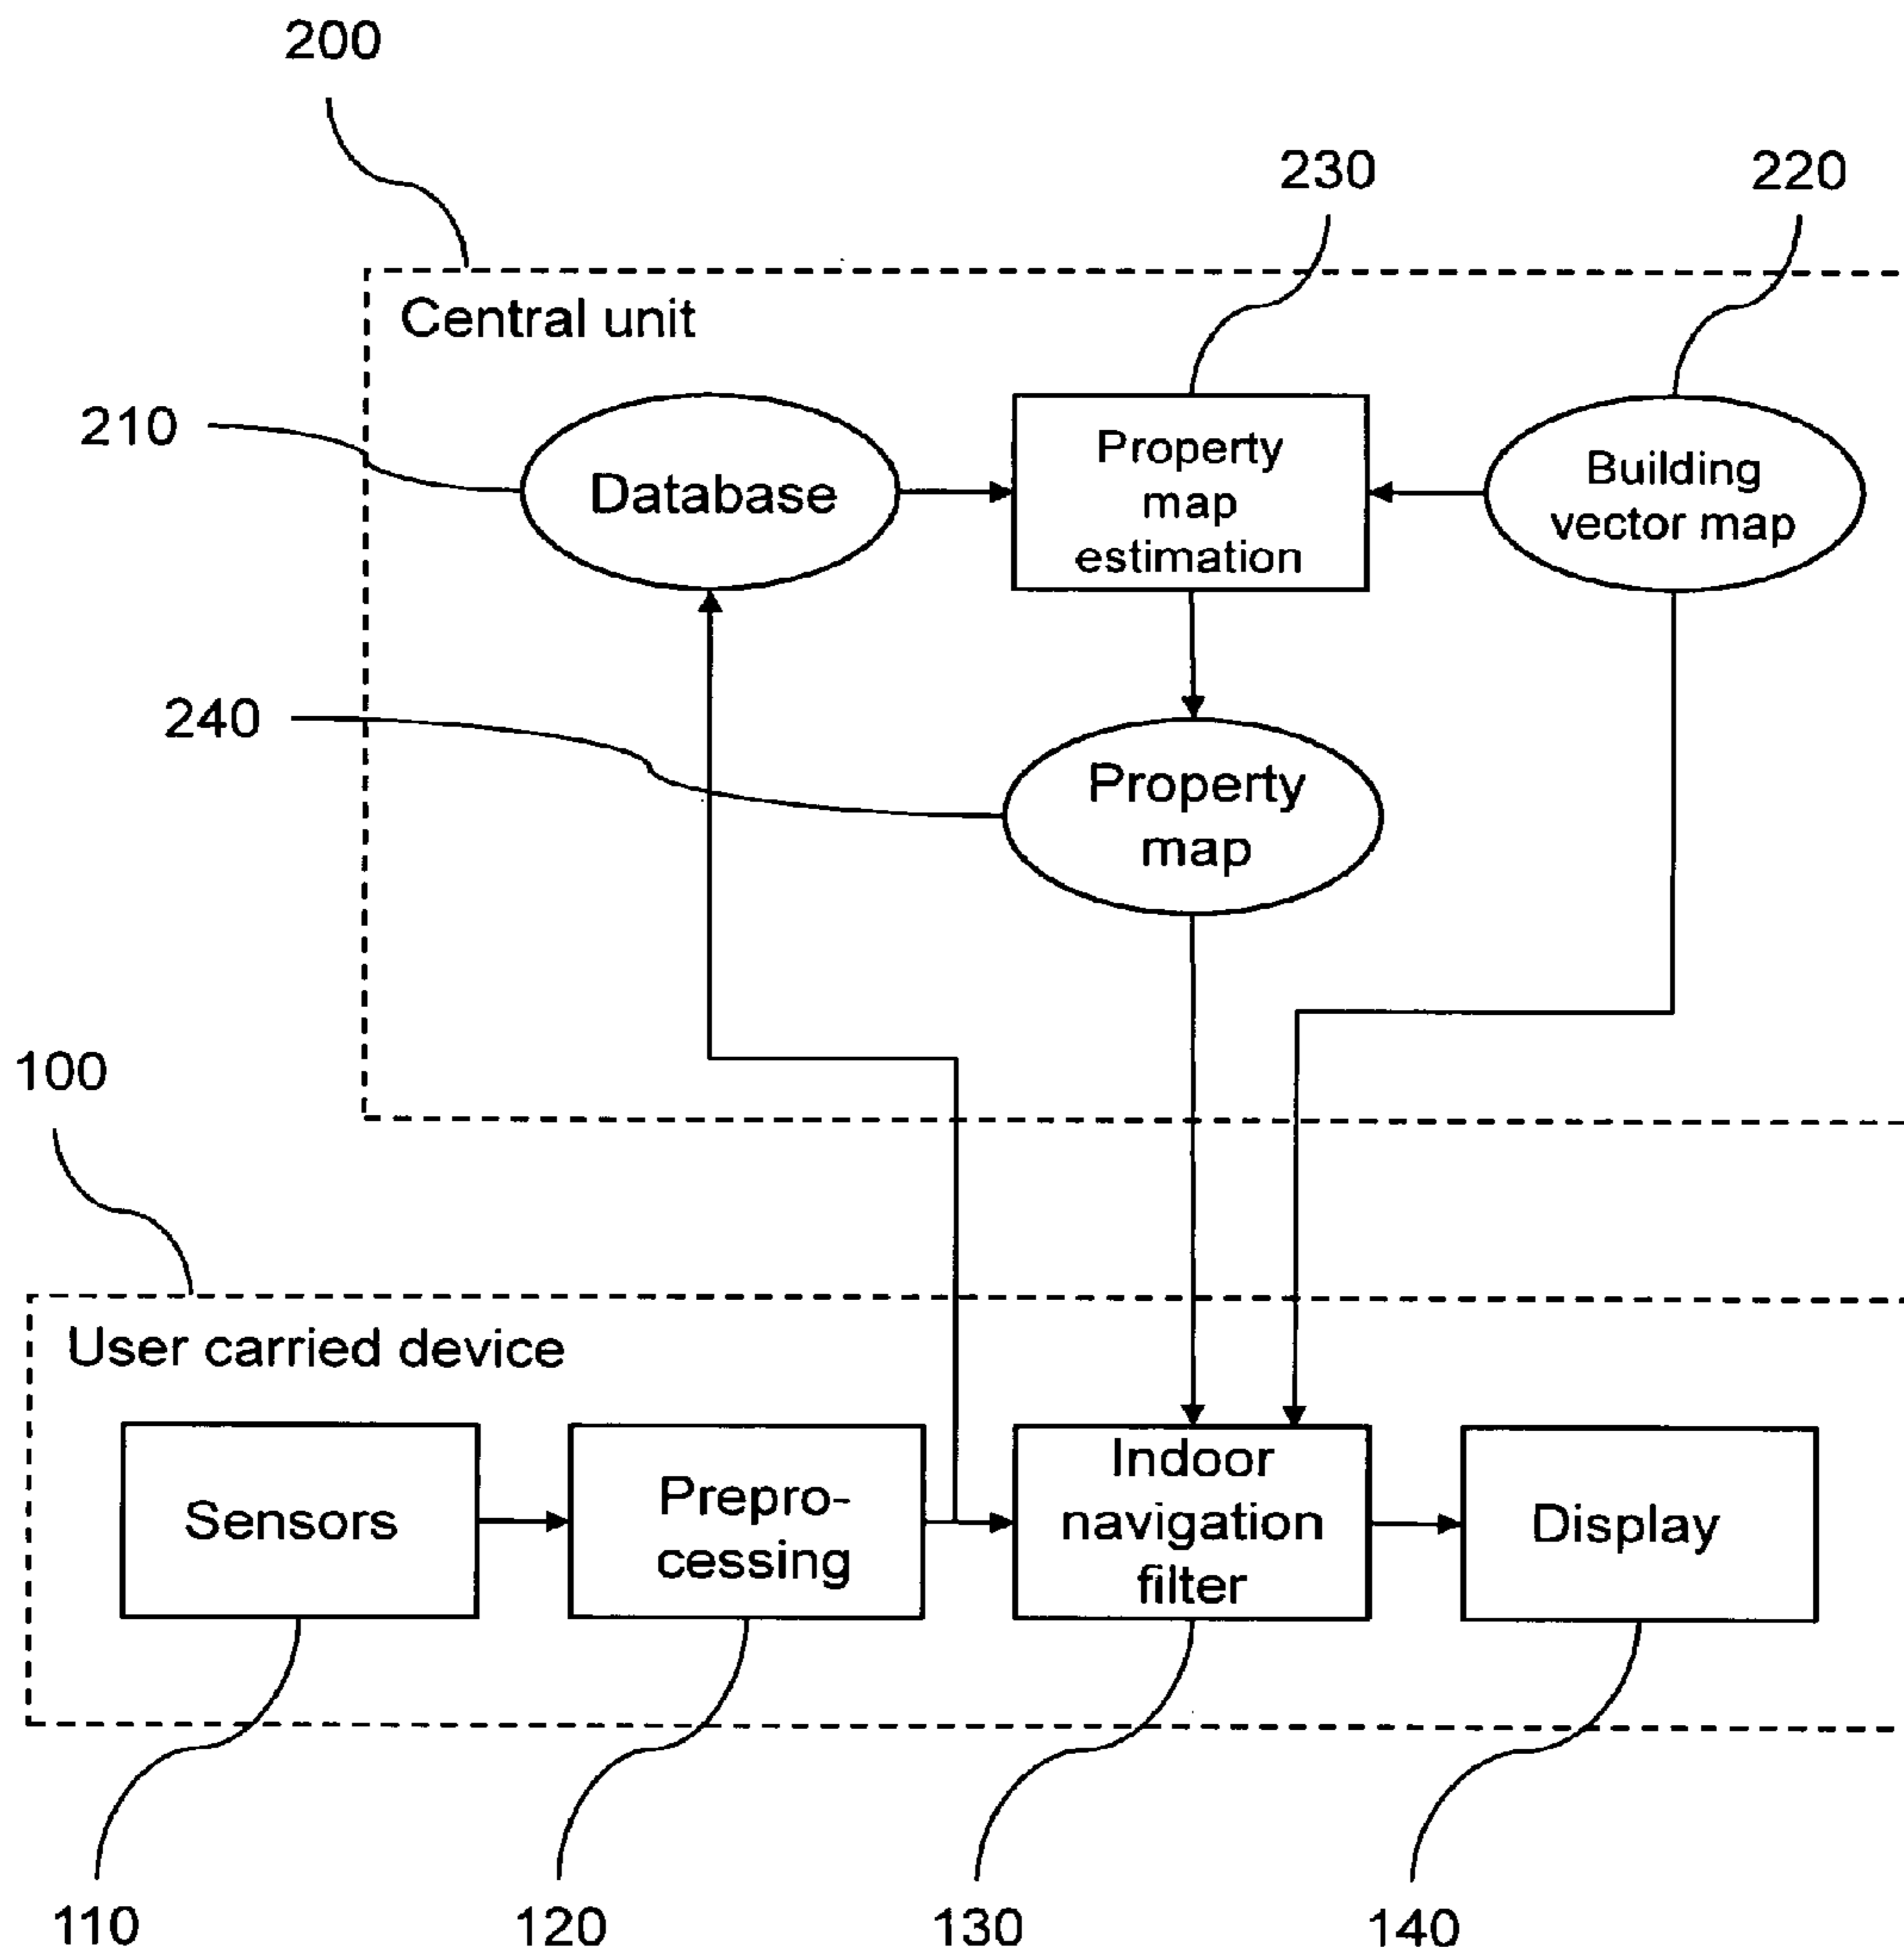 200
230
220
Central unit
210
Database
Property
map
estimation
Building
vector map
240
Property
map
100
User carried device
Sensors
Prepro-
cessing
Indoor
navigation
filter
Display
110
120
130
140